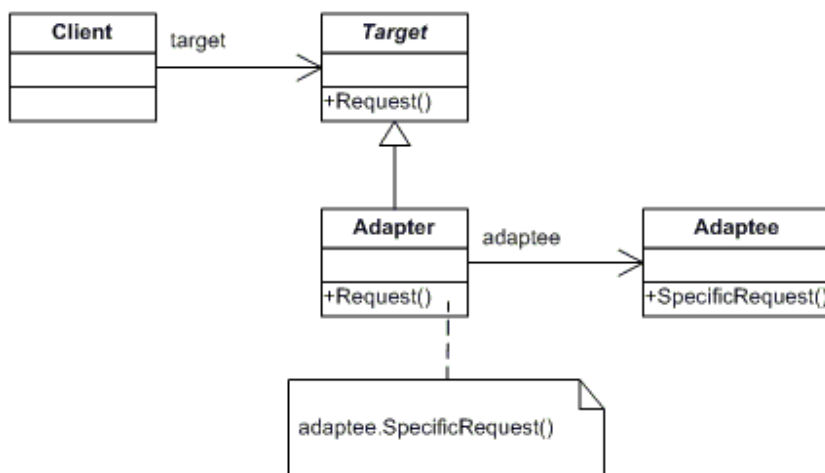 Client
target
Target
+Request()
Adapter
adaptee
Adaptee
+Request()
+SpecificRequest()
adaptee.SpecificRequest()